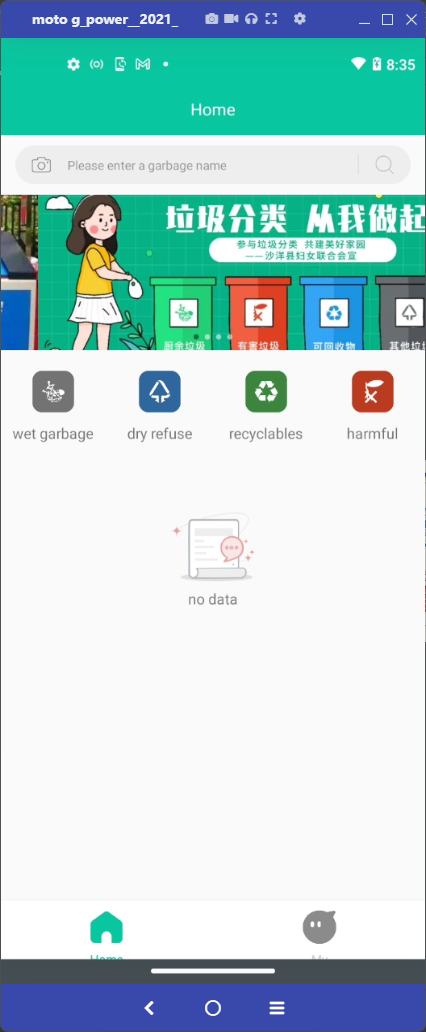 moto g_power__2021_
8:35
Home
Please enter a garbage name
垃圾分类 从我做起
参与垃圾分类 共建美好家园
——沙洋县妇女联合会宣
厨余垃圾 有害垃圾 可回收物 其他垃圾
wet garbage dry refuse recyclables harmful
no data
Home My